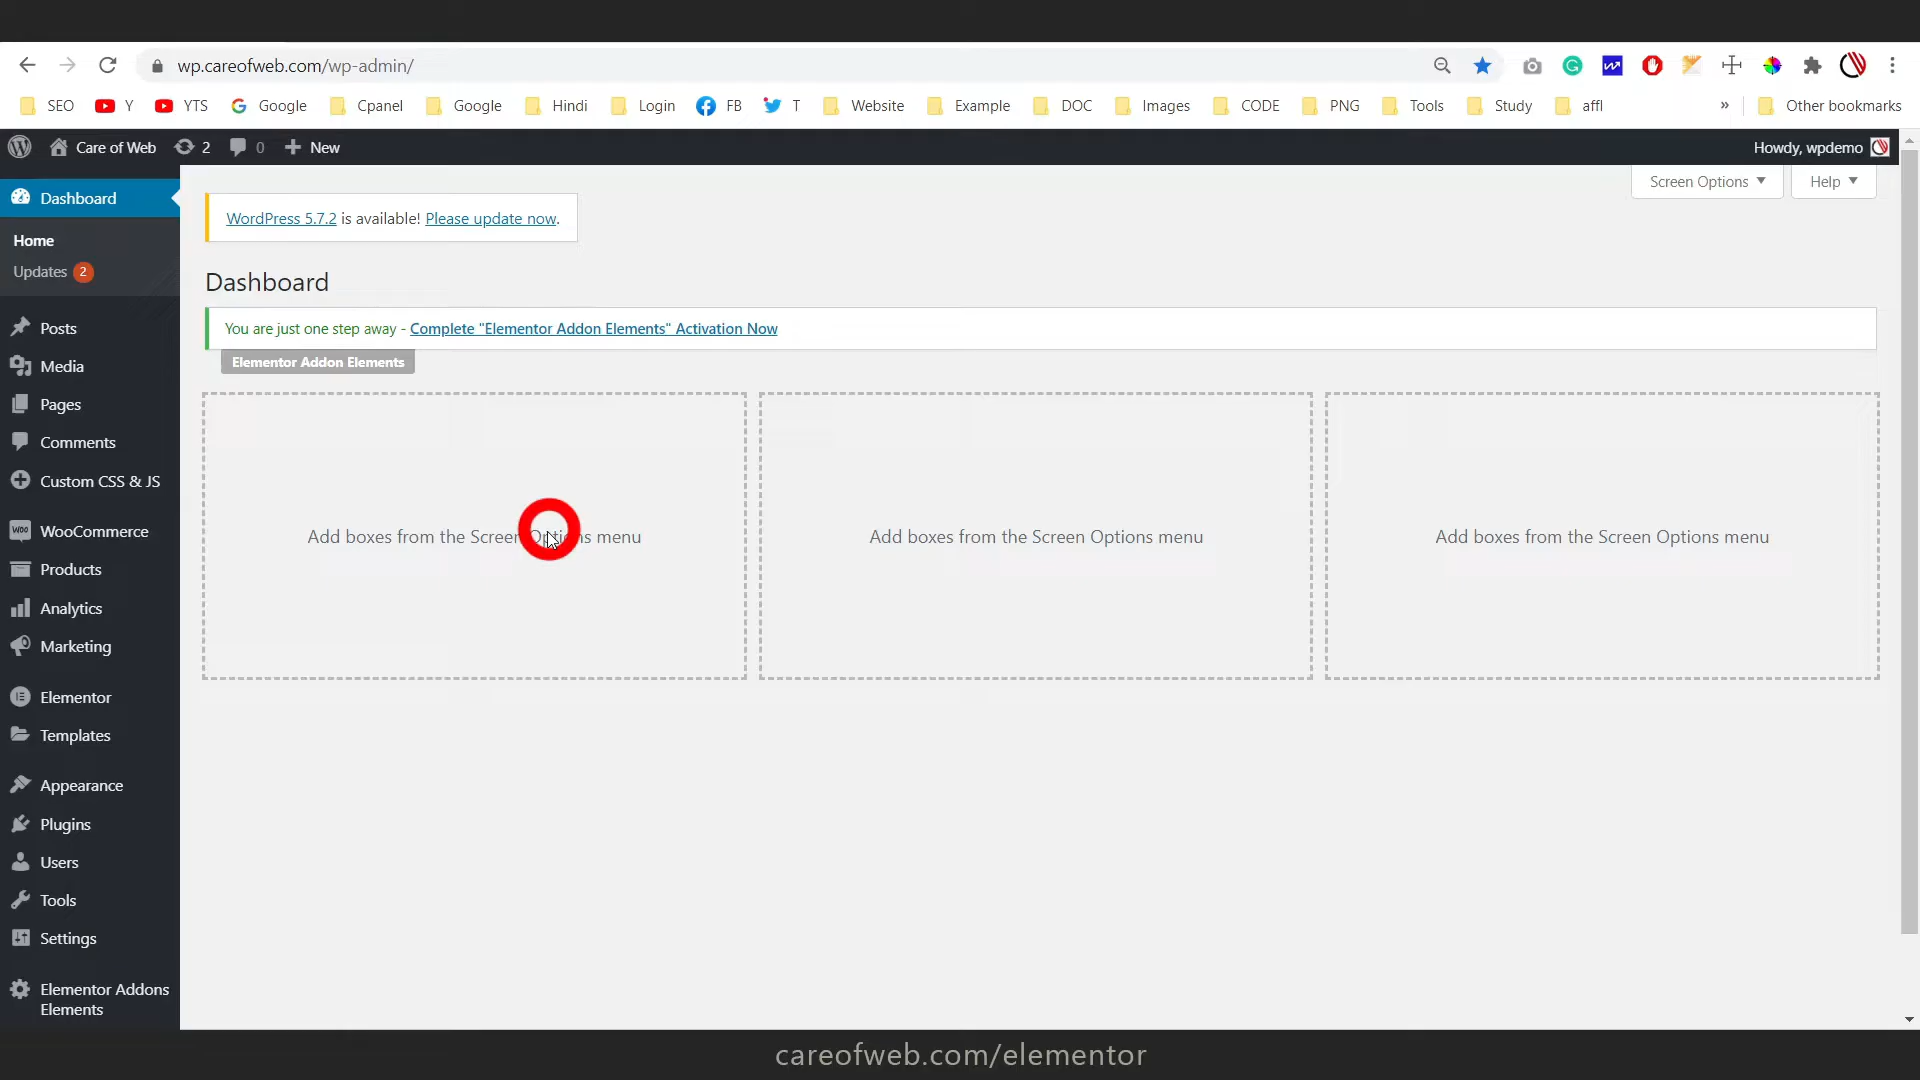 wp.careofweb.com/wp-admin/
SEO Y YTS Google Cpanel Google Hindi Login FB T Website Example DOC Images CODE PNG Tools Study affl » Other bookmarks
Care of Web 2 0 New Howdy, wpdemo
Dashboard
Home
Updates 2
Posts
Media
Pages
Comments
Custom CSS & JS
WooCommerce
Products
Analytics
Marketing
Elementor
Templates
Appearance
Plugins
Users
Tools
Settings
Elementor Addons
Elements
Screen Options Help
WordPress 5.7.2 is available! Please update now.
Dashboard
You are just one step away - Complete "Elementor Addon Elements" Activation Now
Elementor Addon Elements
Add boxes from the Screen Options menu
Add boxes from the Screen Options menu
Add boxes from the Screen Options menu
careofweb.com/elementor